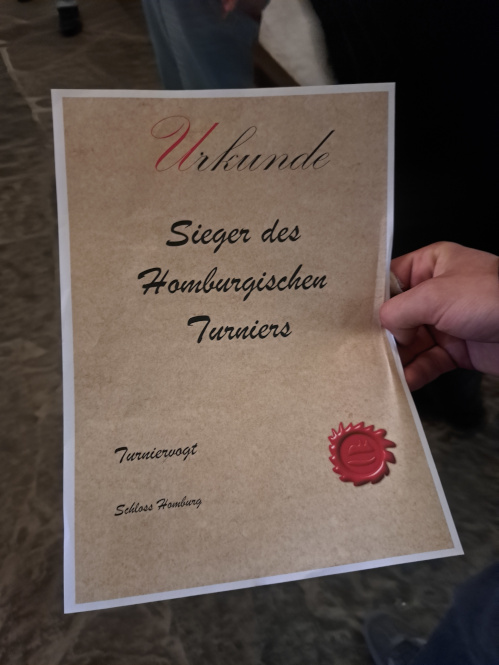 Urkunde
Sieger des
Homburgischen
Turniers
Turniervogt
Schloss Homburg